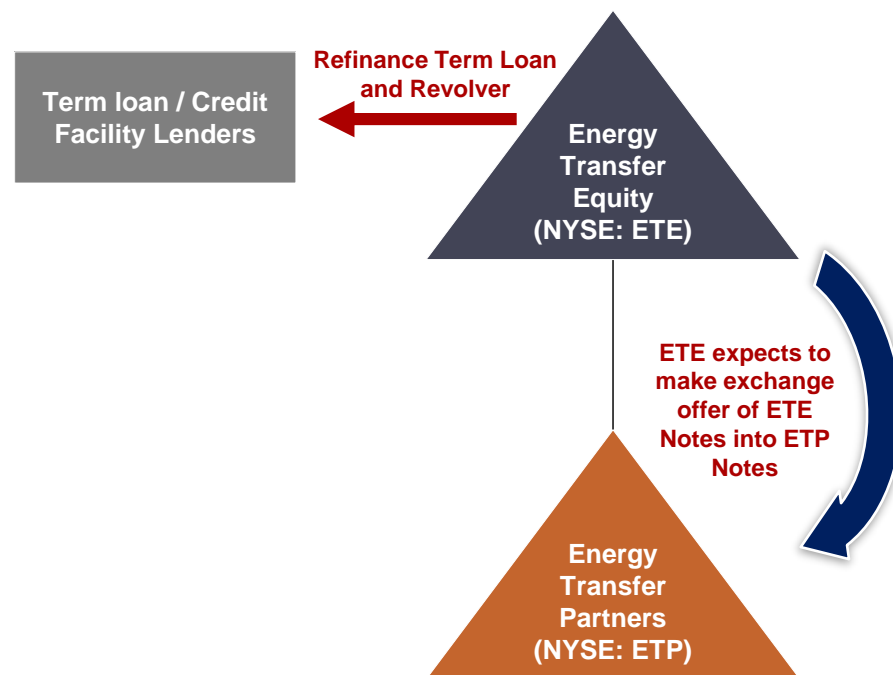 Refinance Term Loan
and Revolver
Term loan / Credit
Facility Lenders
Energy
Transfer
Equity
(NYSE: ETE)
ETE expects to
make exchange
offer of ETE
Notes into ETP
Notes
Energy
Transfer
Partners
(NYSE: ETP)